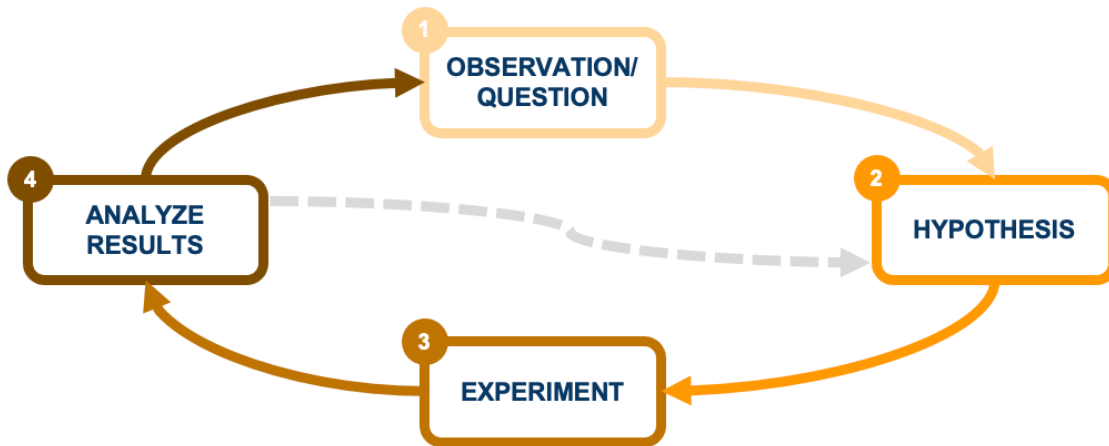 1
OBSERVATION/
QUESTION
2
HYPOTHESIS
3
EXPERIMENT
4
ANALYZE
RESULTS